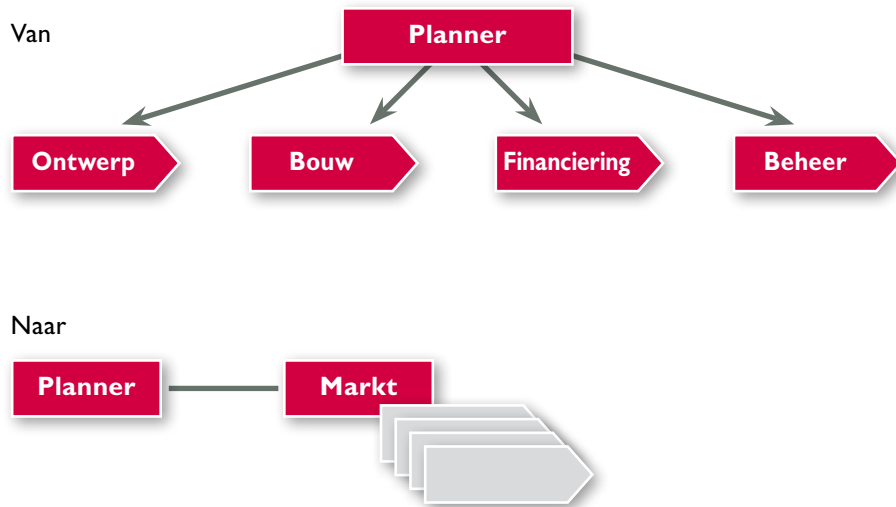 Van
Planner
Ontwerp
Bouw
Financiering
Beheer
Naar
Planner
Markt